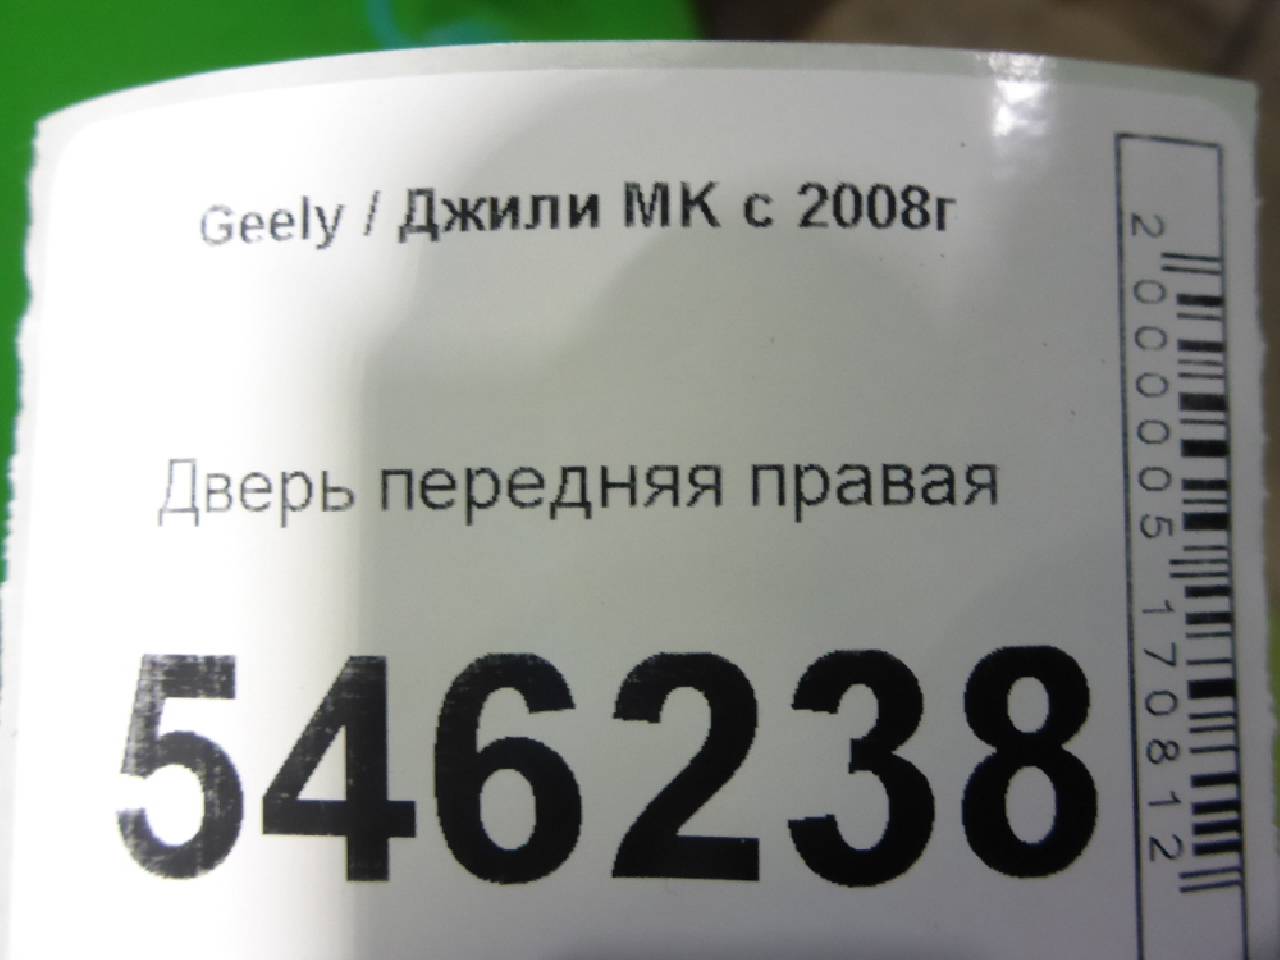 Geely / Джили МК с 2008г
Дверь передняя правая
546238
2000005170812